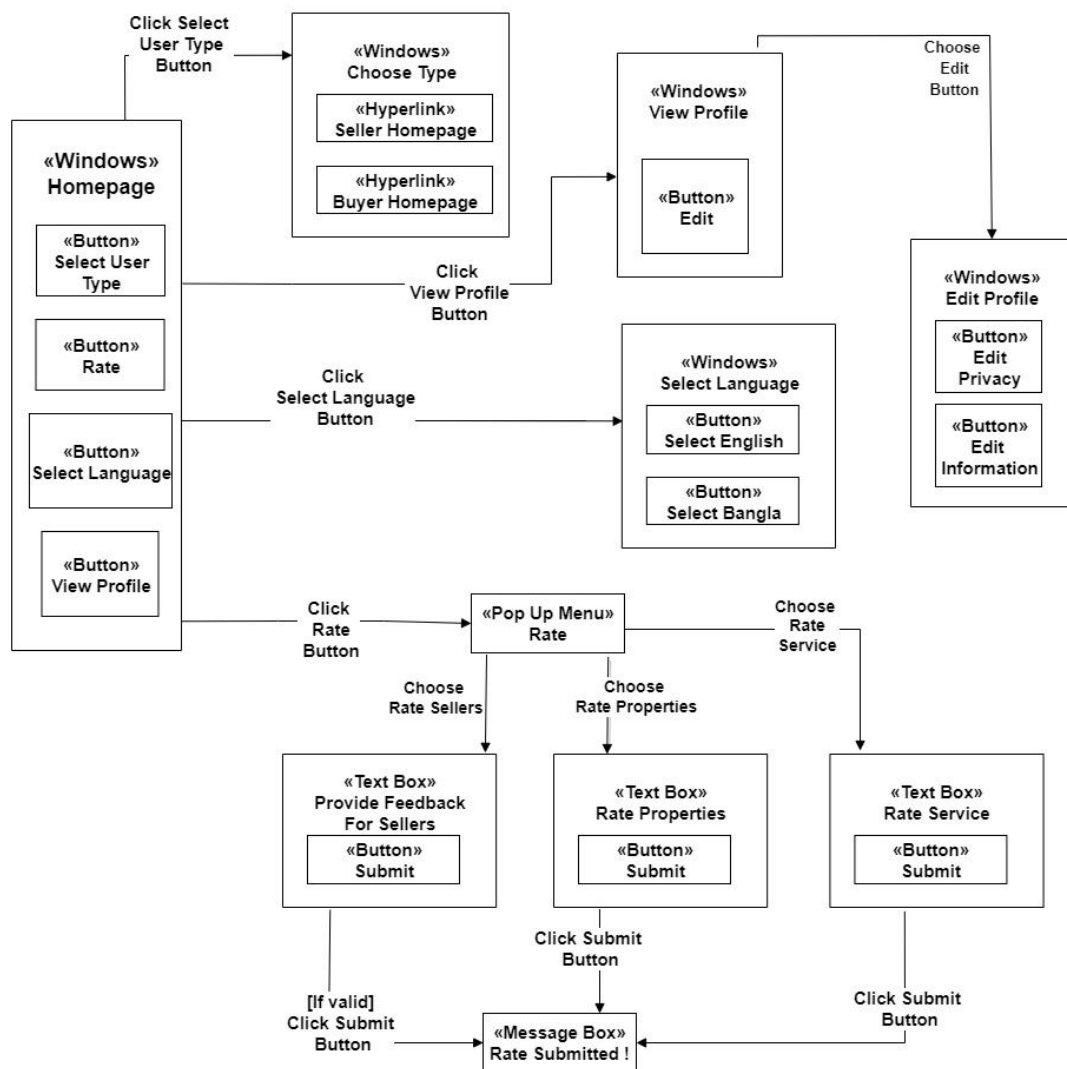 Click Select
User Type
Button
«Windows»
Choose Type
«Hyperlink»
Seller Homepage
«Hyperlink»
Buyer Homepage
«Windows»
View Profile
«Button»
Edit
Choose
Edit
Button
«Windows»
Homepage
«Button»
Select User
Type
«Button»
Rate
«Button»
Select Language
«Button»
View Profile
Click
View Profile
Button
«Windows»
Edit Profile
«Button»
Edit
Privacy
«Button»
Edit
Information
Click
Select Language
Button
«Windows»
Select Language
«Button»
Select English
«Button»
Select Bangla
Click
Rate
Button
«Pop Up Menu»
Rate
Choose
Rate
Service
Choose
Rate Sellers
Choose
Rate Properties
«Text Box»
Provide Feedback
For Sellers
«Button»
Submit
«Text Box»
Rate Properties
«Button»
Submit
«Text Box»
Rate Service
«Button»
Submit
[If valid]
Click Submit
Button
Click Submit
Button
Click Submit
Button
«Message Box»
Rate Submitted !